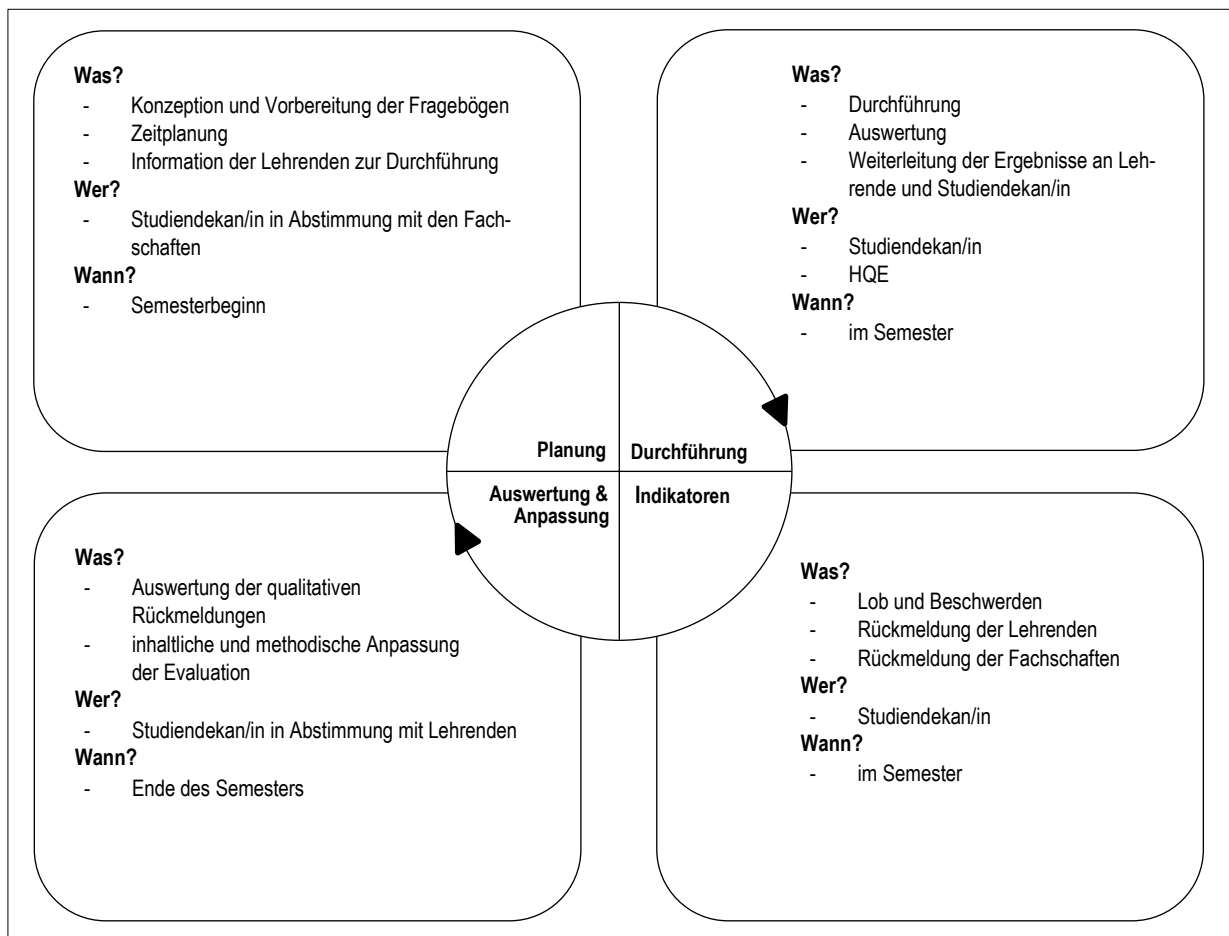 Was?
- Konzeption und Vorbereitung der Fragebögen
- Zeitplanung
- Information der Lehrenden zur Durchführung
Wer?
- Studiendekan/in in Abstimmung mit den Fach-
schaften
Wann?
- Semesterbeginn
Was?
- Durchführung
- Auswertung
- Weiterleitung der Ergebnisse an Leh-
rende und Studiendekan/in
Wer?
- Studiendekan/in
- HQE
Wann?
- im Semester
Planung
Durchführung
Auswertung &
Anpassung
Indikatoren
Was?
- Auswertung der qualitativen
Rückmeldungen
- inhaltliche und methodische Anpassung
der Evaluation
Wer?
- Studiendekan/in in Abstimmung mit Lehrenden
Wann?
- Ende des Semesters
Was?
- Lob und Beschwerden
- Rückmeldung der Lehrenden
- Rückmeldung der Fachschaften
Wer?
- Studiendekan/in
Wann?
- im Semester